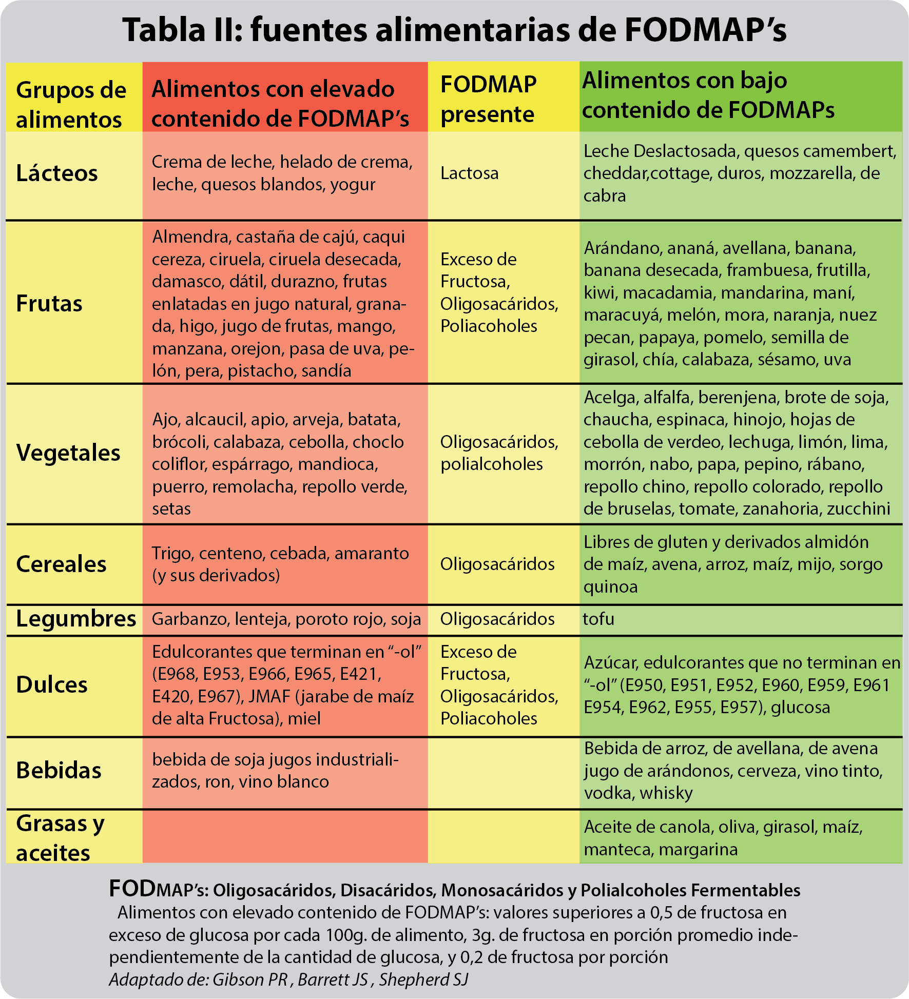 Tabla II: fuentes alimentarias de FODMAP’s
Grupos de
alimentos
Alimentos con elevado
contenido de FODMAP’s
FODMAP
presente
Alimentos con bajo
contenido de FODMAPs
Lácteos
Crema de leche, helado de crema,
leche, quesos blandos, yogur
Lactosa
Leche Deslactosada, quesos camembert,
cheddar,cottage, duros, mozzarella, de
cabra
Frutas
Almendra, castaña de cajú, caqui
cereza, ciruela, ciruela desecada,
damasco, dátil, durazno, frutas
enlatadas en jugo natural, grana-
da, higo, jugo de frutas, mango,
manzana, orejon, pasa de uva, pe-
lón, pera, pistacho, sandía
Exceso de
Fructosa,
Oligosacáridos,
Poliacoholes
Arándano, ananá, avellana, banana,
banana desecada, frambuesa, frutilla,
kiwi, macadamia, mandarina, maní,
maracuyá, melón, mora, naranja, nuez
pecan, papaya, pomelo, semilla de
girasol, chía, calabaza, sésamo, uva
Vegetales
Ajo, alcaucil, apio, arveja, batata,
brócoli, calabaza, cebolla, choclo
coliflor, espárrago, mandioca,
puerro, remolacha, repollo verde,
setas
Oligosacáridos,
polialcoholes
Acelga, alfalfa, berenjena, brote de soja,
chaucha, espinaca, hinojo, hojas de
cebolla de verdeo, lechuga, limón, lima,
morrón, nabo, papa, pepino, rábano,
repollo chino, repollo colorado, repollo
de bruselas, tomate, zanahoria, zucchini
Cereales
Trigo, centeno, cebada, amaranto
(y sus derivados)
Oligosacáridos
Libres de gluten y derivados almidón
de maíz, avena, arroz, maíz, mijo, sorgo
quinoa
Legumbres
Garbanzo, lenteja, poroto rojo, soja
Oligosacáridos
tofu
Dulces
Edulcorantes que terminan en “-ol”
(E968, E953, E966, E965, E421,
E420, E967), JMAF (jarabe de maíz
de alta Fructosa), miel
Exceso de
Fructosa,
Oligosacáridos,
Poliacoholes
Azúcar, edulcorantes que no terminan en
“-ol” (E950, E951, E952, E960, E959, E961
E954, E962, E955, E957), glucosa
Bebidas
bebida de soja jugos industriali-
zados, ron, vino blanco
Bebida de arroz, de avellana, de avena
jugo de arándonos, cerveza, vino tinto,
vodka, whisky
Grasas y
aceites
Aceite de canola, oliva, girasol, maíz,
manteca, margarina
FODMAP’s: Oligosacáridos, Disacáridos, Monosacáridos y Polialcoholes Fermentables
Alimentos con elevado contenido de FODMAP’s: valores superiores a 0,5 de fructosa en
exceso de glucosa por cada 100g. de alimento, 3g. de fructosa en porción promedio inde-
pendientemente de la cantidad de glucosa, y 0,2 de fructosa por porción
Adaptado de: Gibson PR , Barrett JS , Shepherd SJ